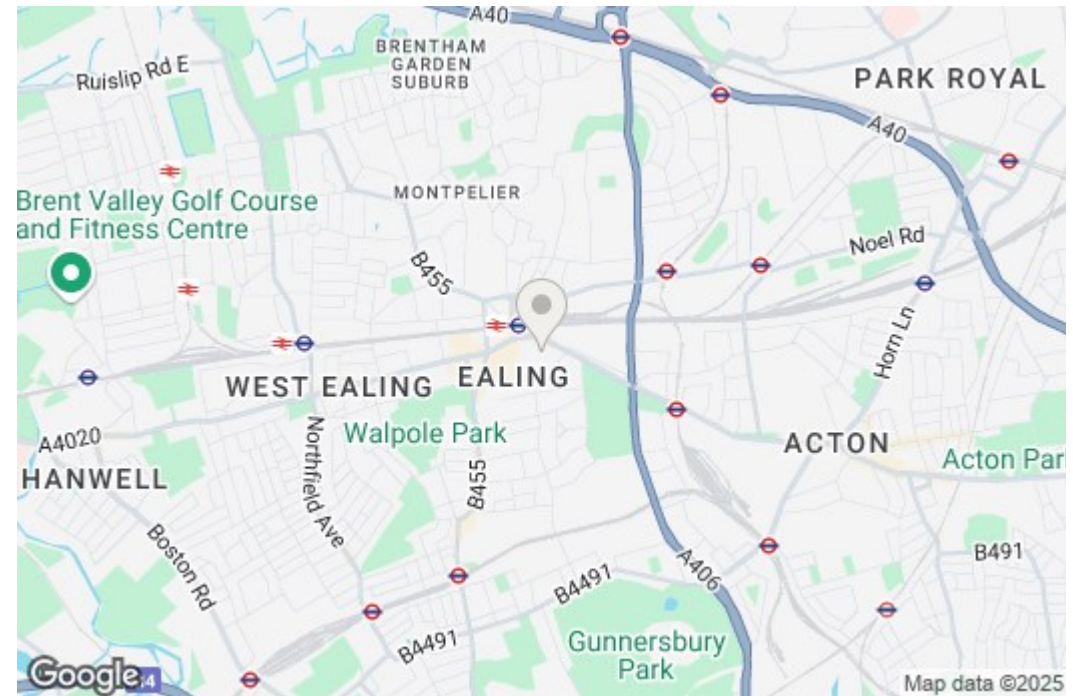 A40
BRENTHAM
GARDEN
SUBURB
Ruislip Rd E
PARK ROYAL
A40
Brent Valley Golf Course
and Fitness Centre
MONTPELIER
Noel Rd
B455
Horn Ln
WEST EALING
EALING
Walpole Park
A4020
HANWELL
Northfield Ave
B455
ACTON
Acton Par
Boston Rd
B4491
A406
B491
B4491
Gunnersbury
Park
Google
Map data ©2025